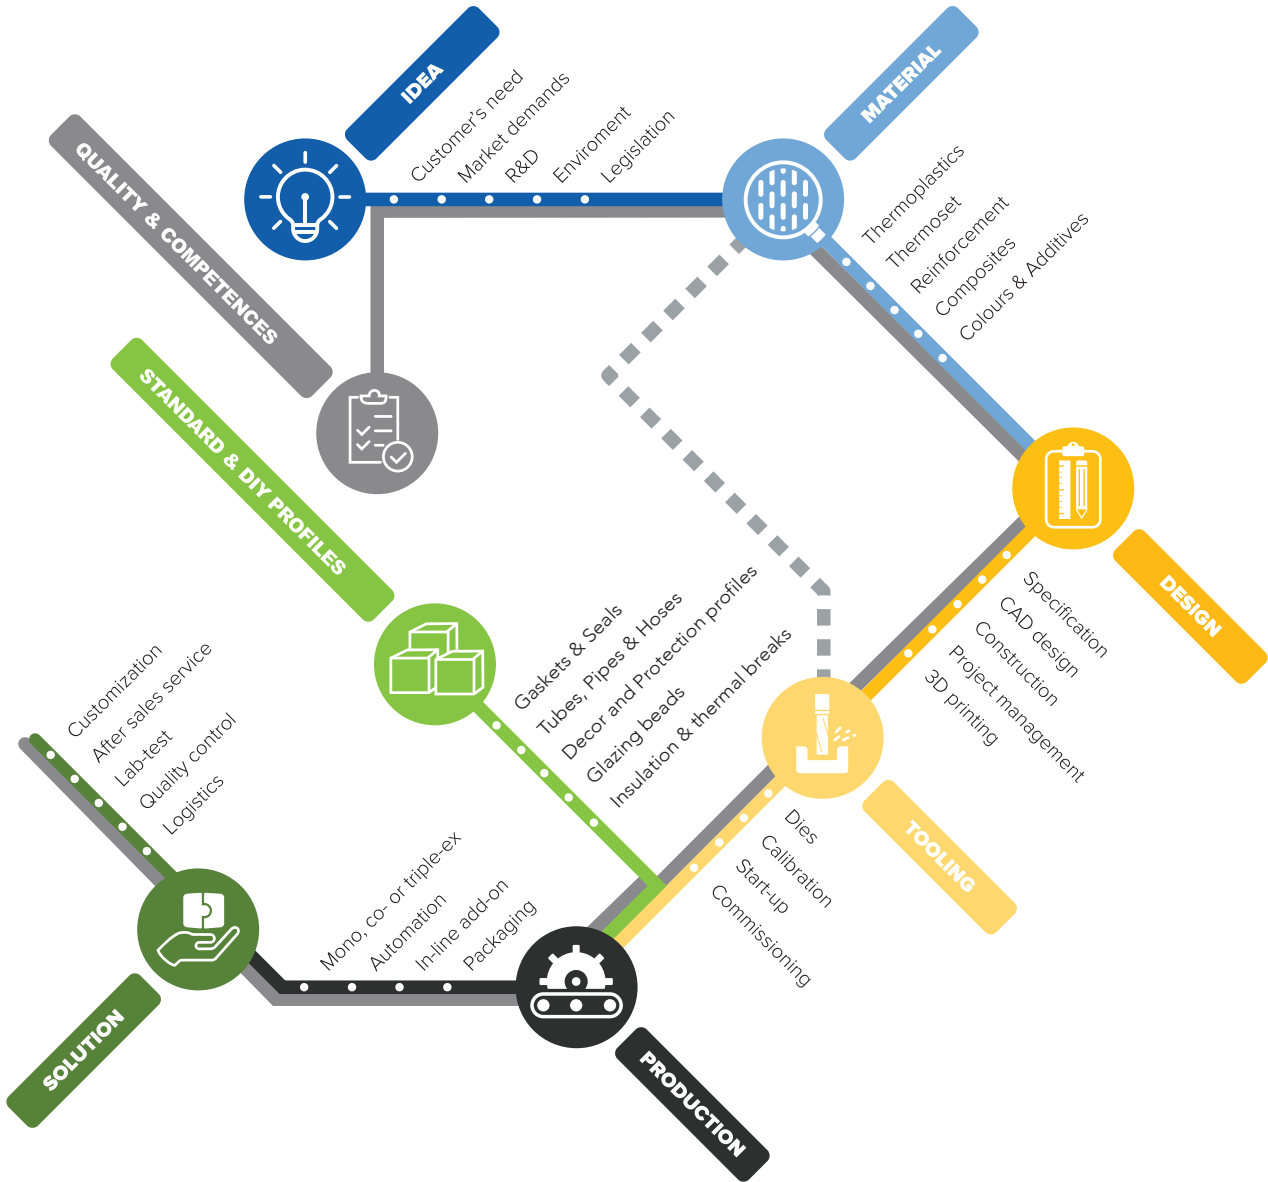 IDEA
Customer's need
Market demands
R&D
Enviroment
Legislation
MATERIAL
Thermoplastics
Thermoset
Reinforcement
Composites
Colours & Additives
QUALITY & COMPETENCES
STANDARD & DIY PROFILES
Gaskets & Seals
Tubes, Pipes & Hoses
Decor and Protection profiles
Glazing beads
Insulation & thermal breaks
DESIGN
Specification
CAD design
Construction
Project management
3D printing
TOOLING
Dies
Calibration
Start-up
Commissioning
PRODUCTION
Mono, co- or triple-ex
Automation
In-line add-on
Packaging
SOLUTION
Customization
After sales service
Lab-test
Quality control
Logistics